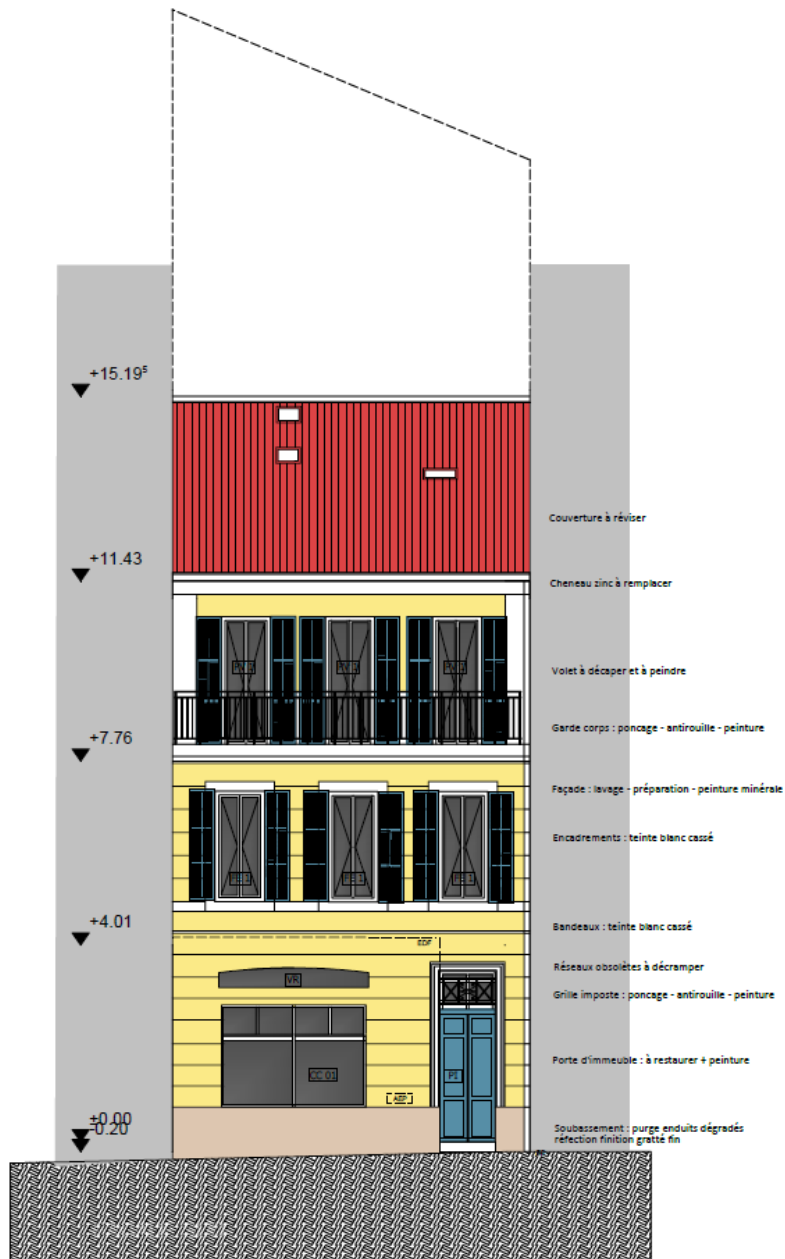 +15.19⁵
Couverture à réviser
+11.43
Cheneau zinc à remplacer
Volet à décaper et à peindre
Garde corps : poncage - antirouille - peinture
+7.76
Façade : lavage - préparation - peinture minérale
Encadrements : teinte blanc cassé
+4.01
Bandeaux : teinte blanc cassé
EDF
Réseaux obsolètes à décramper
VR
Grille imposte : poncage - antirouille - peinture
Porte d'immeuble : à restaurer + peinture
CC 01
PI
AEP
±0.00
-0.20
Soubassement : purge enduits dégradés
réfection finition gratté fin